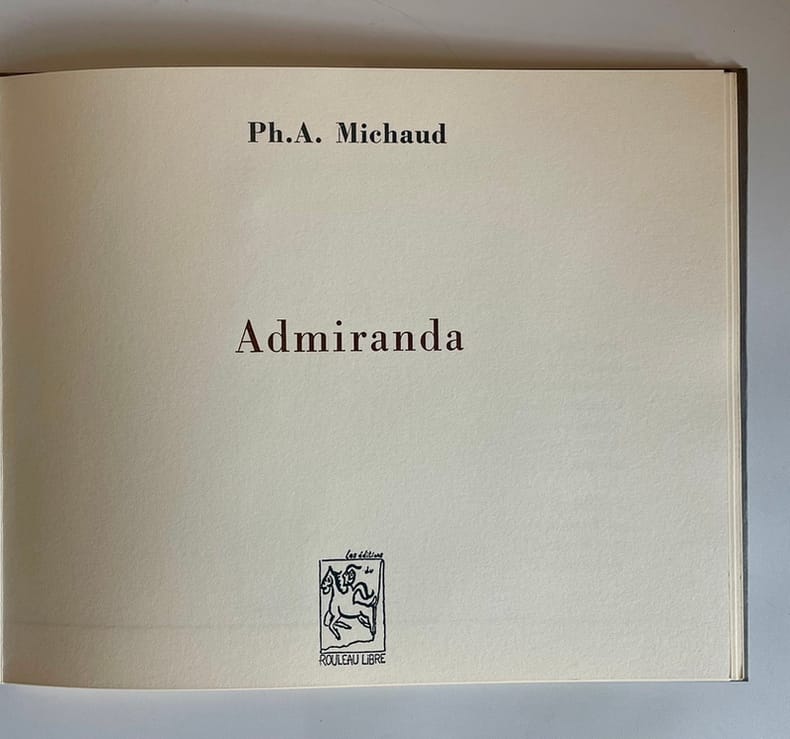 Ph.A. Michaud
Admiranda
Les éditions
du
ROULEAU LIBRE